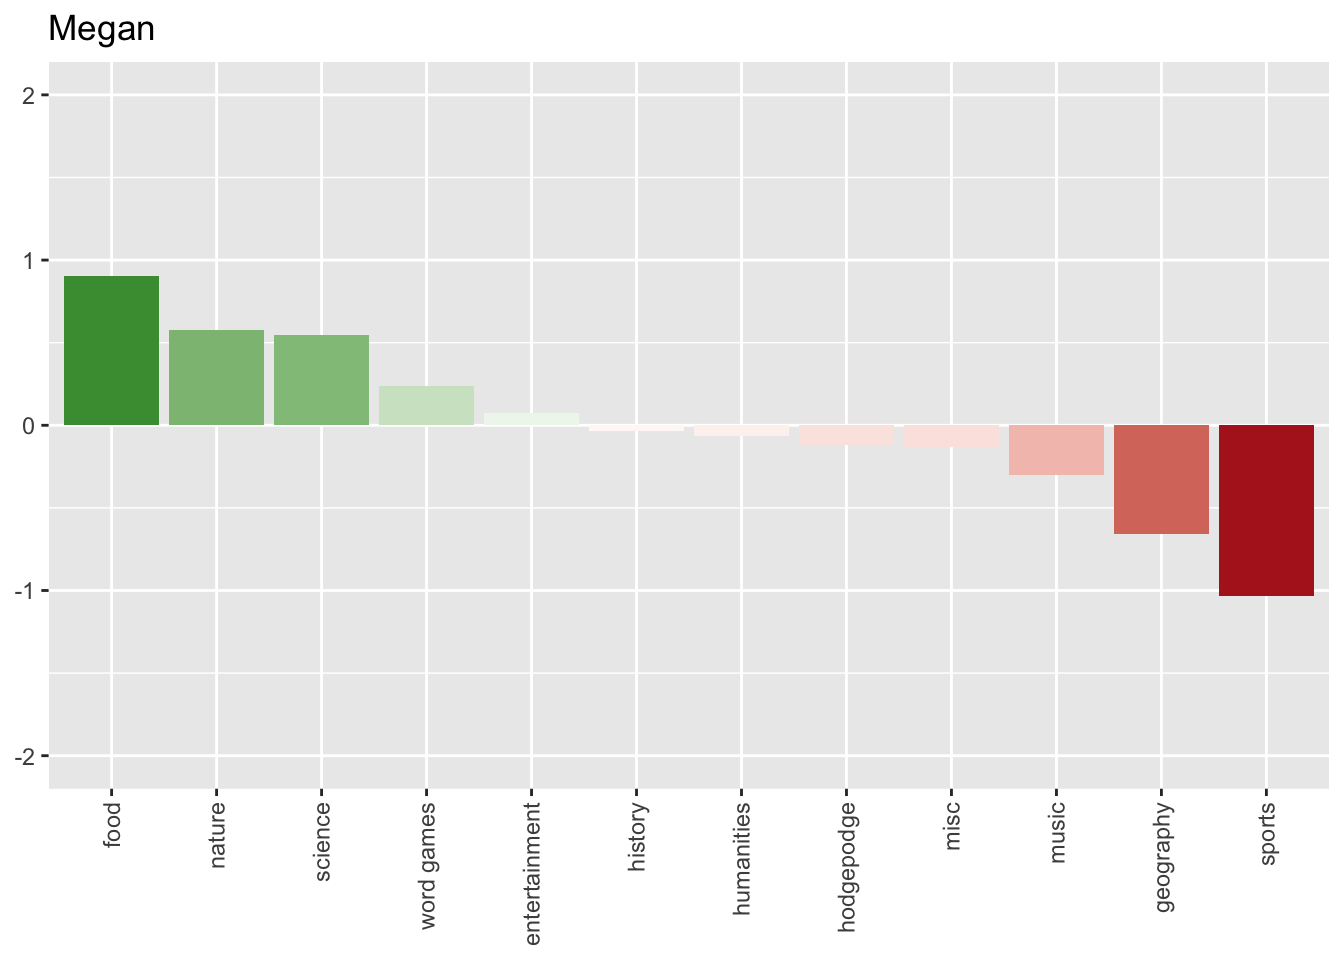 Megan
2
1
0
-1
-2
food
nature
science
word games
entertainment
history
humanities
hodgepodge
misc
music
geography
sports